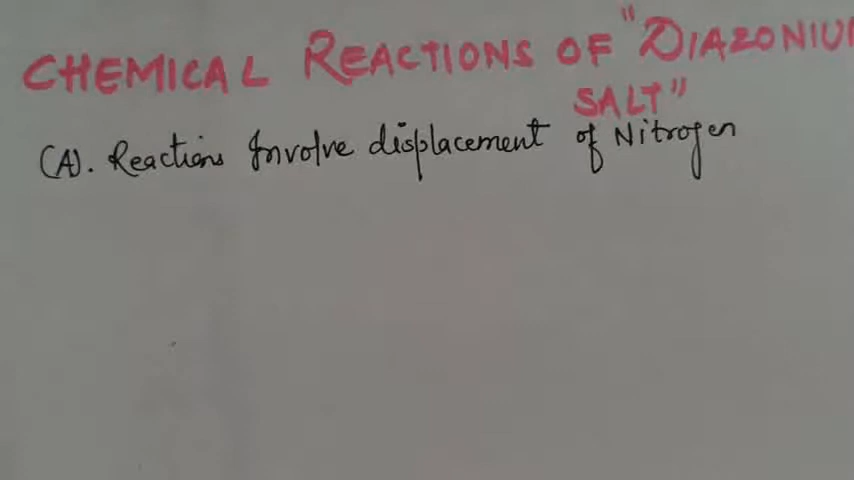 CHEMICAL REACTIONS OF "DIAZONIU
SALT"
(A). Reactions Involve displacement of Nitrogen